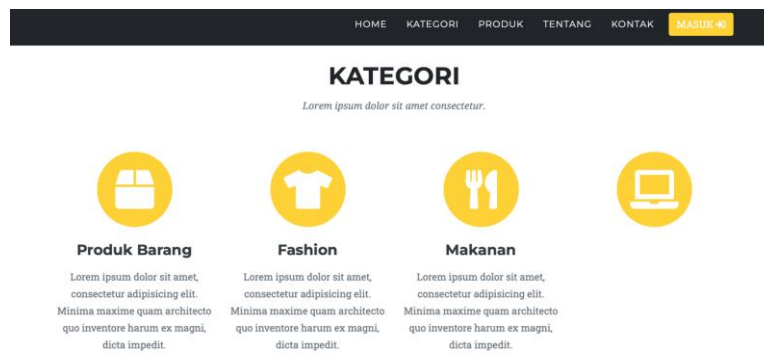 HOME KATEGORI PRODUK TENTANG KONTAK MASUK
KATEGORI
Lorem ipsum dolor sit amet consectetur.
Produk Barang
Lorem ipsum dolor sit amet,
consectetur adipisicing elit.
Minima maxime quam architecto
quo inventore harum ex magni,
dicta impedit.
Fashion
Lorem ipsum dolor sit amet,
consectetur adipisicing elit.
Minima maxime quam architecto
quo inventore harum ex magni,
dicta impedit.
Makanan
Lorem ipsum dolor sit amet,
consectetur adipisicing elit.
Minima maxime quam architecto
quo inventore harum ex magni,
dicta impedit.